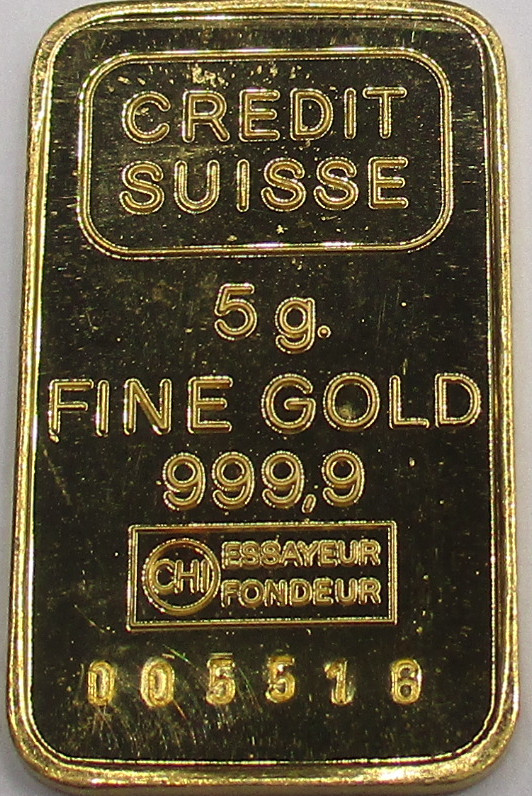 CREDIT
SUISSE
5 g.
FINE GOLD
999,9
CHI ESSAYEUR
FONDEUR
005516